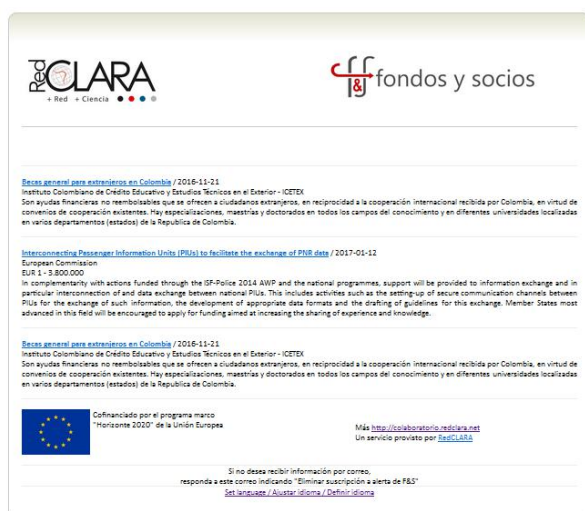 Red CLARA
+ Red + Ciencia
f&s fondos y socios
Becas general para extranjeros en Colombia / 2016-11-21
Instituto Colombiano de Crédito Educativo y Estudios Técnicos en el Exterior - ICETEX
Son ayudas financieras no reembolsables que se ofrecen a ciudadanos extranjeros, en reciprocidad a la cooperación internacional recibida por Colombia, en virtud de
convenios de cooperación existentes. Hay especializaciones, maestrías y doctorados en todos los campos del conocimiento y en diferentes universidades localizadas
en varios departamentos (estados) de la Republica de Colombia.
Interconnecting Passenger Information Units (PIUs) to facilitate the exchange of PNR data / 2017-01-12
European Commission
EUR 1 - 3.800.000
In complementarity with actions funded through the ISF-Police 2014 AWP and the national programmes, support will be provided to information exchange and in
particular interconnection of and data exchange between national PIUs. This includes activities such as the setting-up of secure communication channels between
PIUs for the exchange of such information, the development of appropriate data formats and the drafting of guidelines for this exchange. Member States most
advanced in this field will be encouraged to apply for funding aimed at increasing the sharing of experience and knowledge.
Becas general para extranjeros en Colombia / 2016-11-21
Instituto Colombiano de Crédito Educativo y Estudios Técnicos en el Exterior - ICETEX
Son ayudas financieras no reembolsables que se ofrecen a ciudadanos extranjeros, en reciprocidad a la cooperación internacional recibida por Colombia, en virtud de
convenios de cooperación existentes. Hay especializaciones, maestrías y doctorados en todos los campos del conocimiento y en diferentes universidades localizadas
en varios departamentos (estados) de la Republica de Colombia.
Cofinanciado por el programa marco
"Horizonte 2020" de la Unión Europea
Más http://colaboratorio.redclara.net
Un servicio provisto por RedCLARA
Si no desea recibir información por correo,
responda a este correo indicando "Eliminar suscripción a alerta de F&S"
Set language / Ajustar idioma / Definir idioma